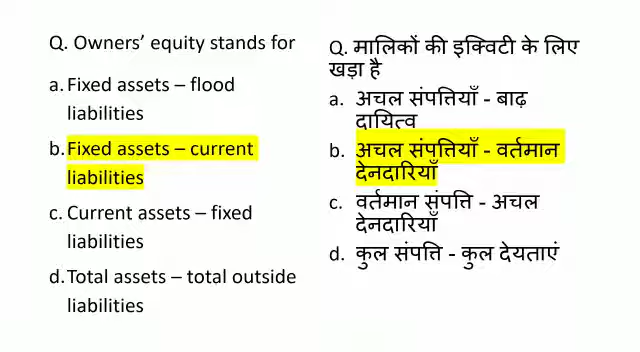 Q. Owners’ equity stands for
a. Fixed assets – flood
liabilities
b. Fixed assets – current
liabilities
c. Current assets – fixed
liabilities
d. Total assets – total outside
liabilities
Q. मालिकों की इक्विटी के लिए
खड़ा है
a. अचल संपत्तियाँ - बाढ़
दायित्व
b. अचल संपत्तियाँ - वर्तमान
देनदारियाँ
c. वर्तमान संपत्ति - अचल
देनदारियाँ
d. कुल संपत्ति - कुल देयताएं